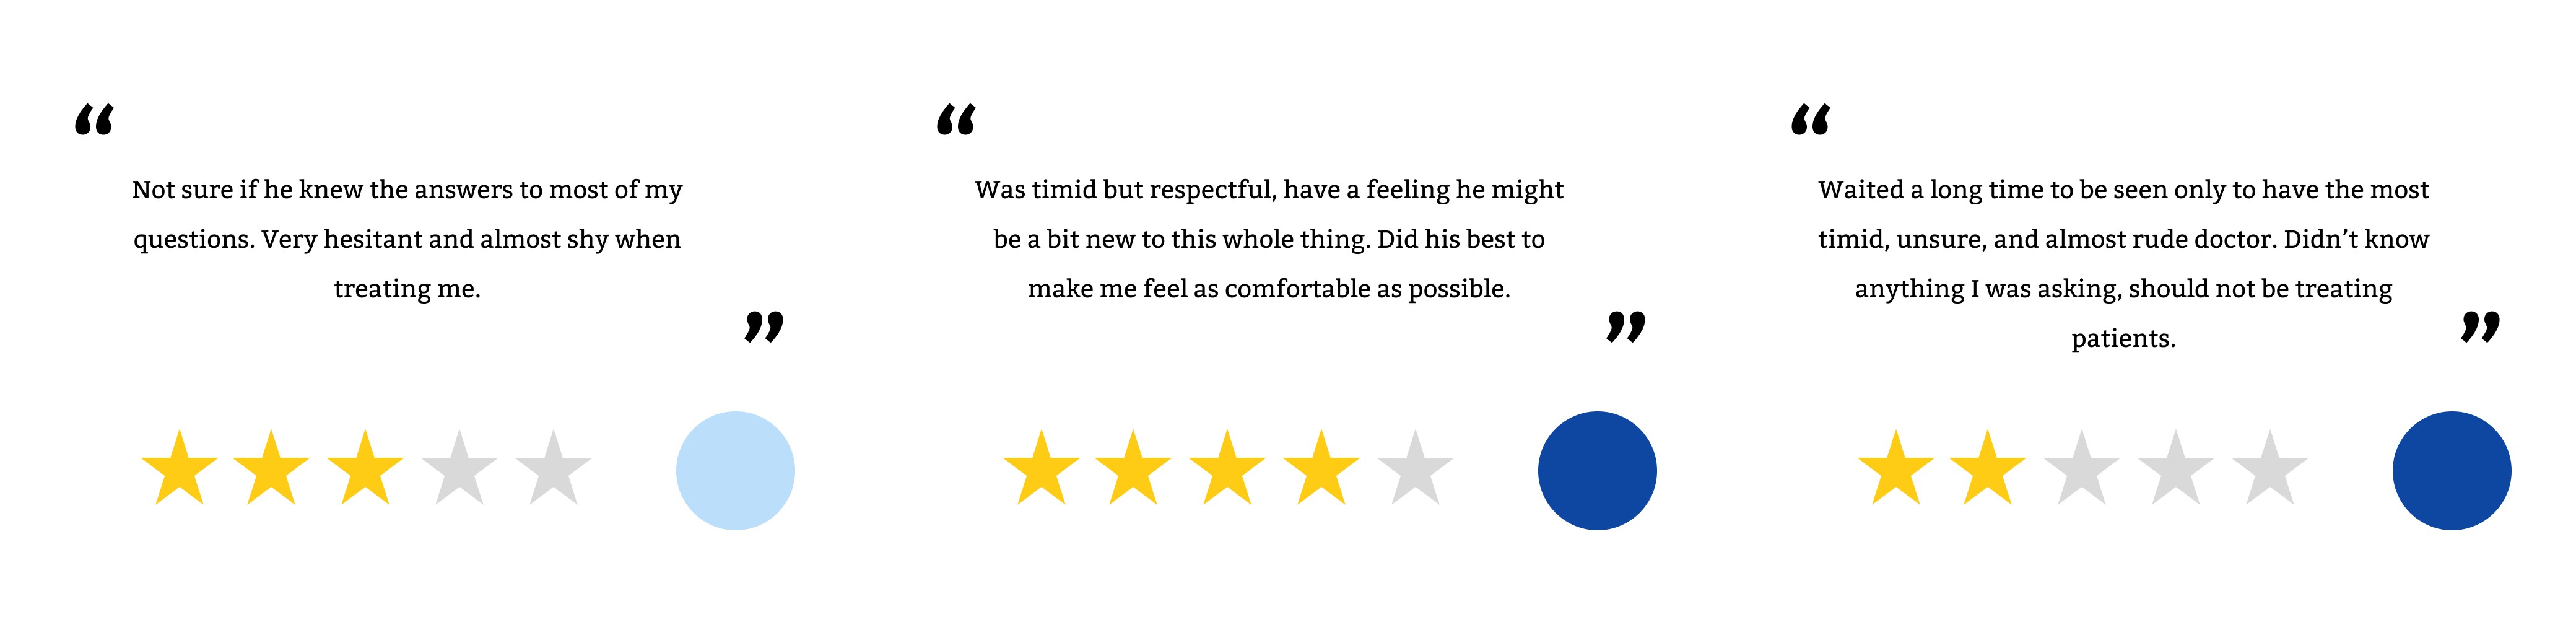 “
Not sure if he knew the answers to most of my
questions. Very hesitant and almost shy when
treating me.
”
“
Was timid but respectful, have a feeling he might
be a bit new to this whole thing. Did his best to
make me feel as comfortable as possible.
”
“
Waited a long time to be seen only to have the most
timid, unsure, and almost rude doctor. Didn’t know
anything I was asking, should not be treating
patients.
”